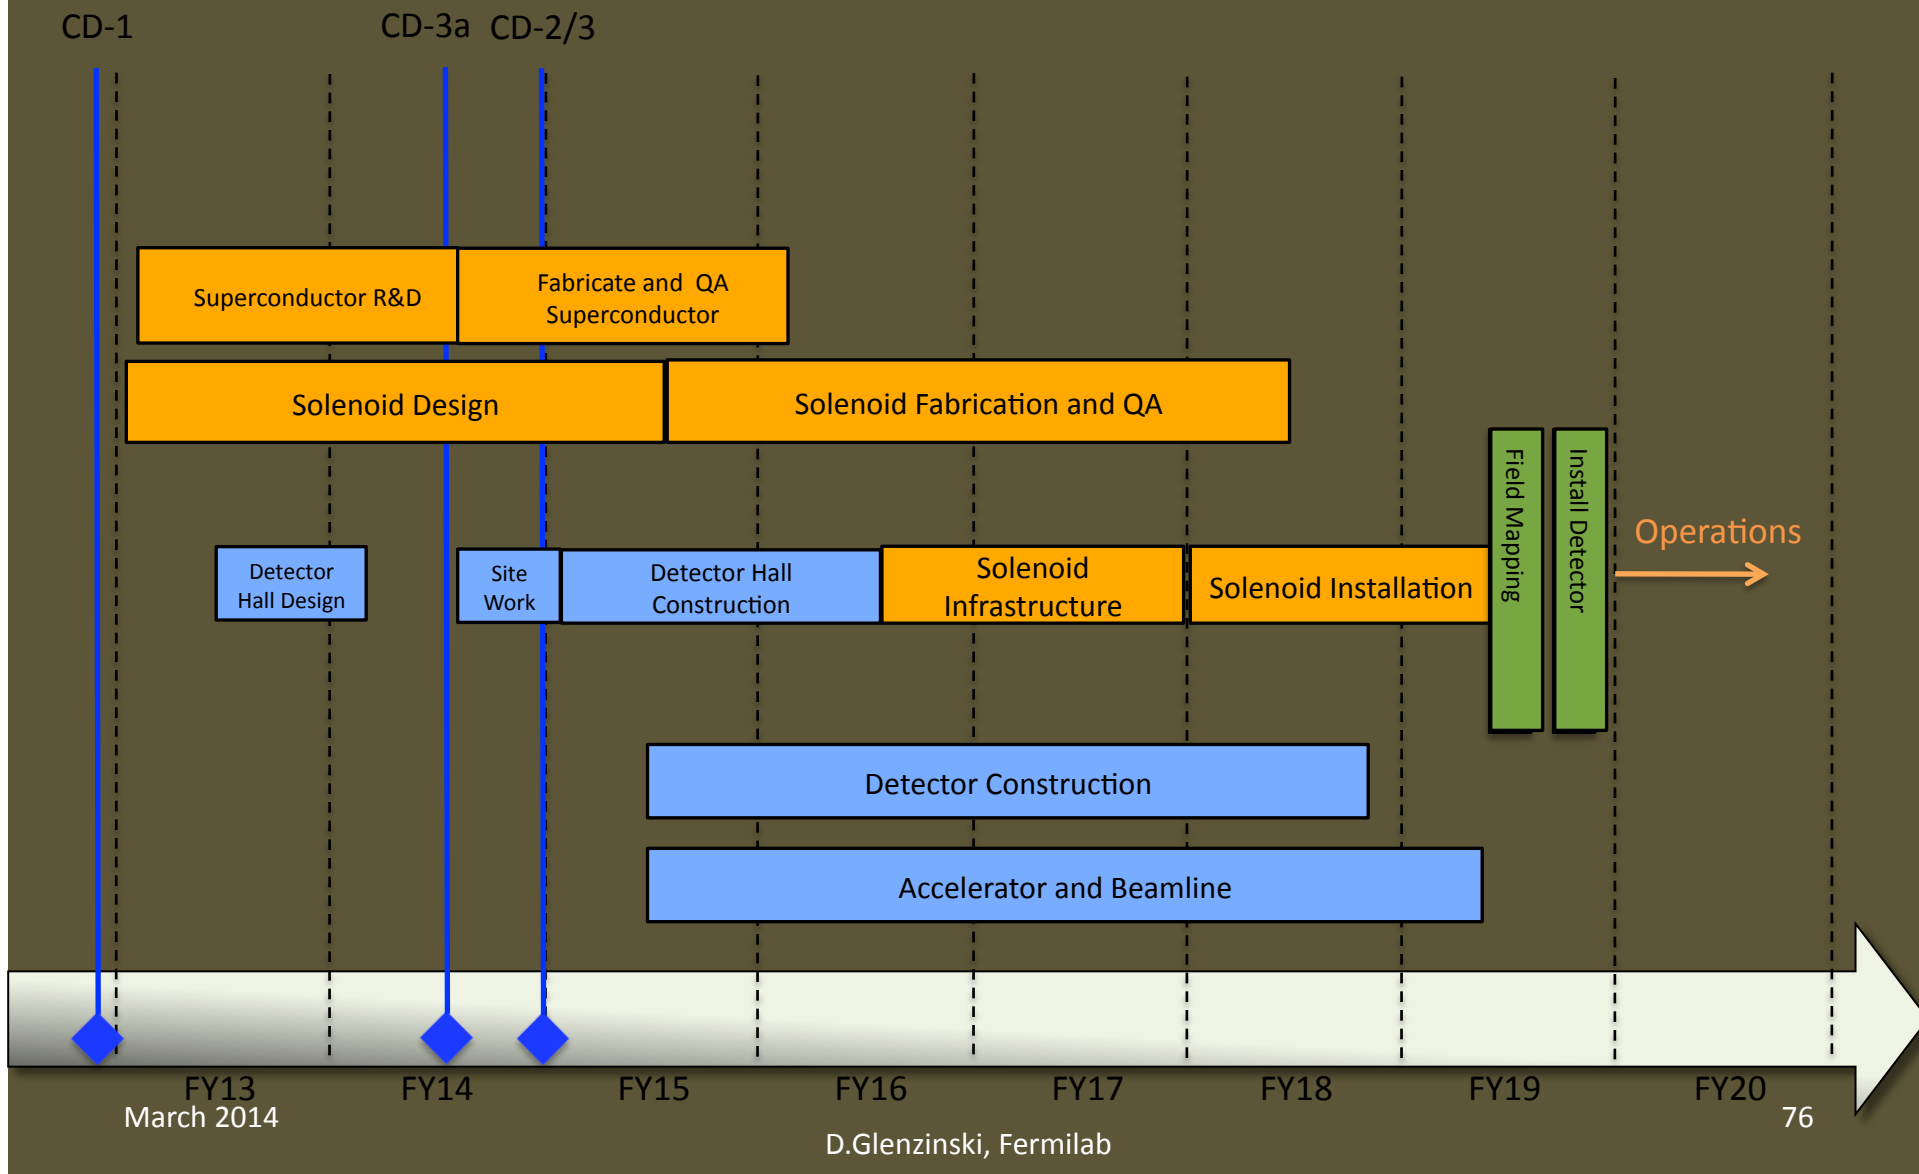 CD-1
CD-3a
CD-2/3
Superconductor R&D
Fabricate and QA
Superconductor
Solenoid Design
Solenoid Fabrication and QA
Field Mapping
Install Detector
Operations
Detector
Hall Design
Site
Work
Detector Hall
Construction
Solenoid
Infrastructure
Solenoid Installation
Detector Construction
Accelerator and Beamline
FY13
FY14
FY15
FY16
FY17
FY18
FY19
FY20
March 2014
76
D.Glenzinski, Fermilab